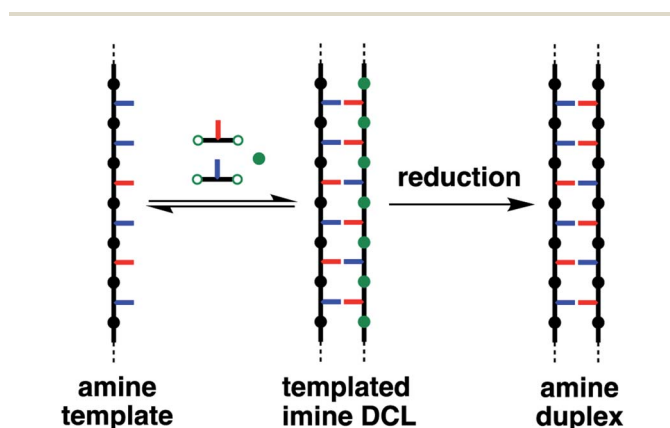 reduction
amine
template
templated
imine DCL
amine
duplex